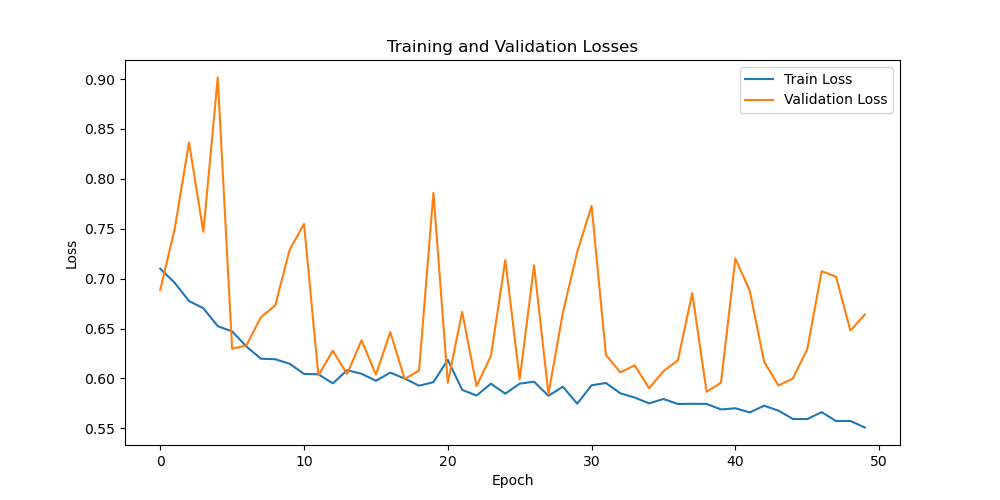 Training and Validation Losses
Train Loss
Validation Loss
0.90
0.85
0.80
0.75
0.70
0.65
0.60
0.55
Loss
0 10 20 30 40 50
Epoch